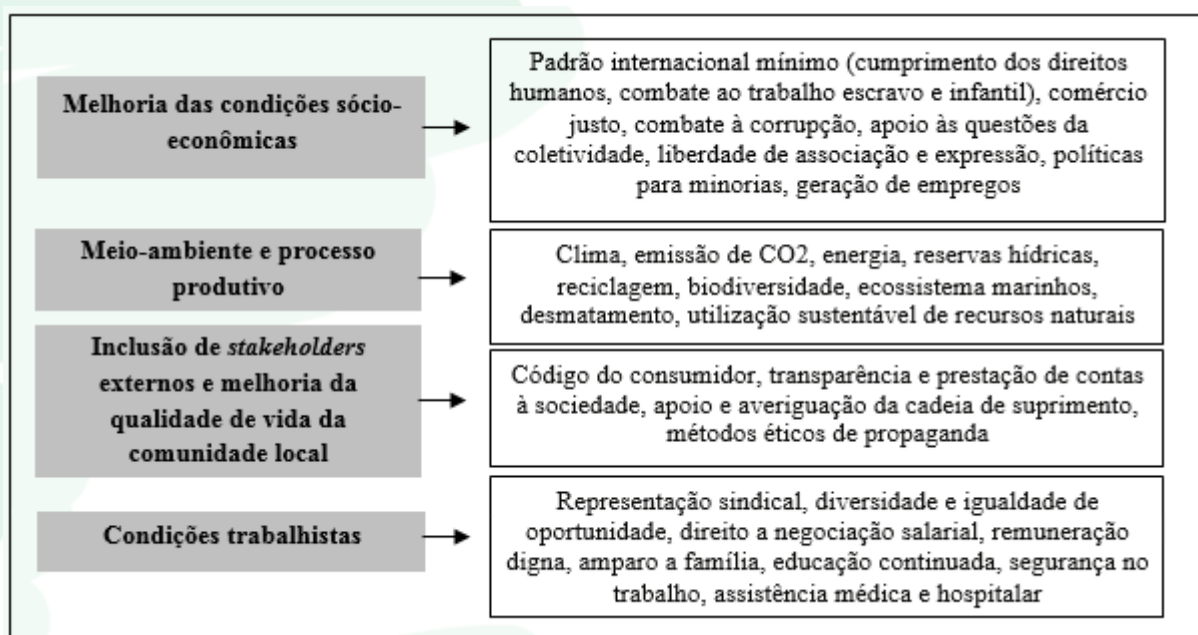 Melhoria das condições sócio-
econômicas
Padrão internacional mínimo (cumprimento dos direitos
humanos, combate ao trabalho escravo e infantil), comércio
justo, combate à corrupção, apoio às questões da
coletividade, liberdade de associação e expressão, políticas
para minorias, geração de empregos
Meio-ambiente e processo
produtivo
Clima, emissão de CO2, energia, reservas hídricas,
reciclagem, biodiversidade, ecossistema marinhos,
desmatamento, utilização sustentável de recursos naturais
Inclusão de stakeholders
externos e melhoria da
qualidade de vida da
comunidade local
Código do consumidor, transparência e prestação de contas
à sociedade, apoio e averiguação da cadeia de suprimento,
métodos éticos de propaganda
Condições trabalhistas
Representação sindical, diversidade e igualdade de
oportunidade, direito a negociação salarial, remuneração
digna, amparo a família, educação continuada, segurança no
trabalho, assistência médica e hospitalar